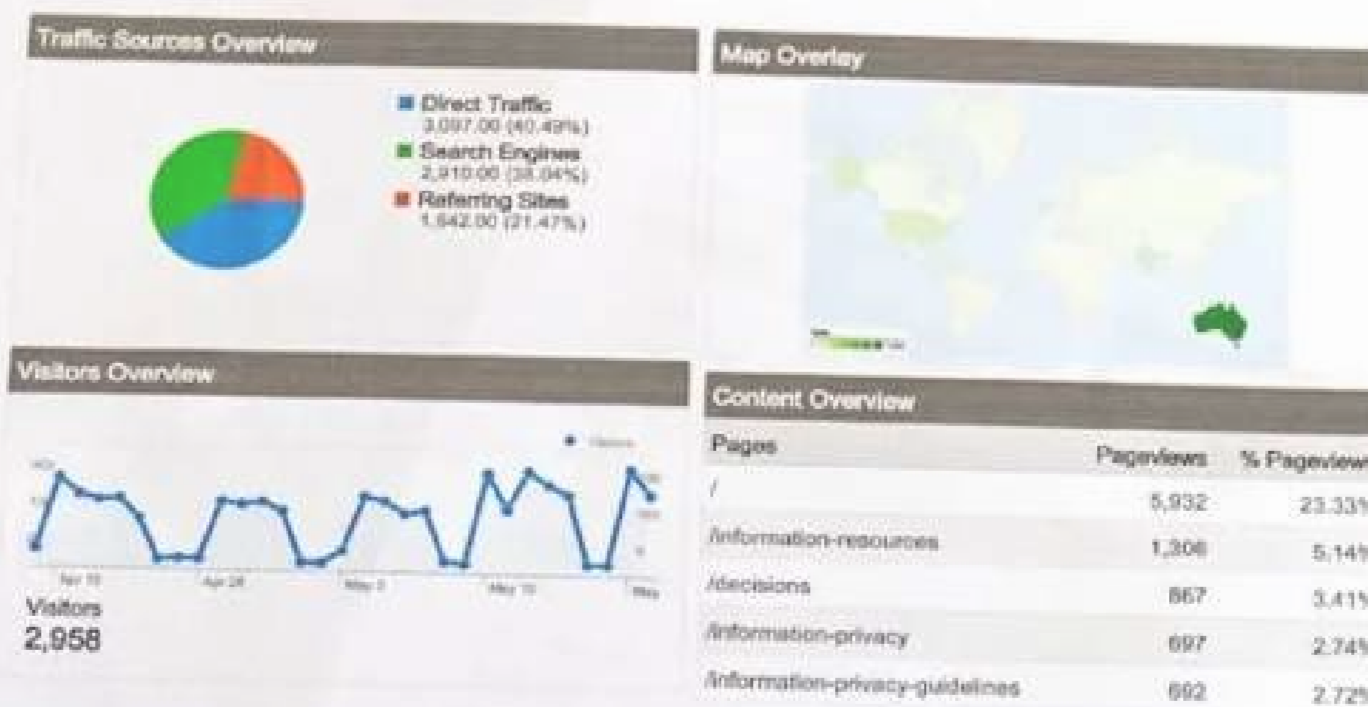 Traffic Sources Overview
Direct Traffic
3,097.00 (40.49%)
Search Engines
2,910.00 (38.04%)
Referring Sites
1,642.00 (21.47%)
Map Overlay
Visitors Overview
Visitors
2,958
Content Overview
Pages Pageviews % Pageviews
/ 5,932 23.33%
/information-resources 1,306 5.14%
/decisions 867 3.41%
/information-privacy 697 2.74%
/information-privacy-guidelines 692 2.72%